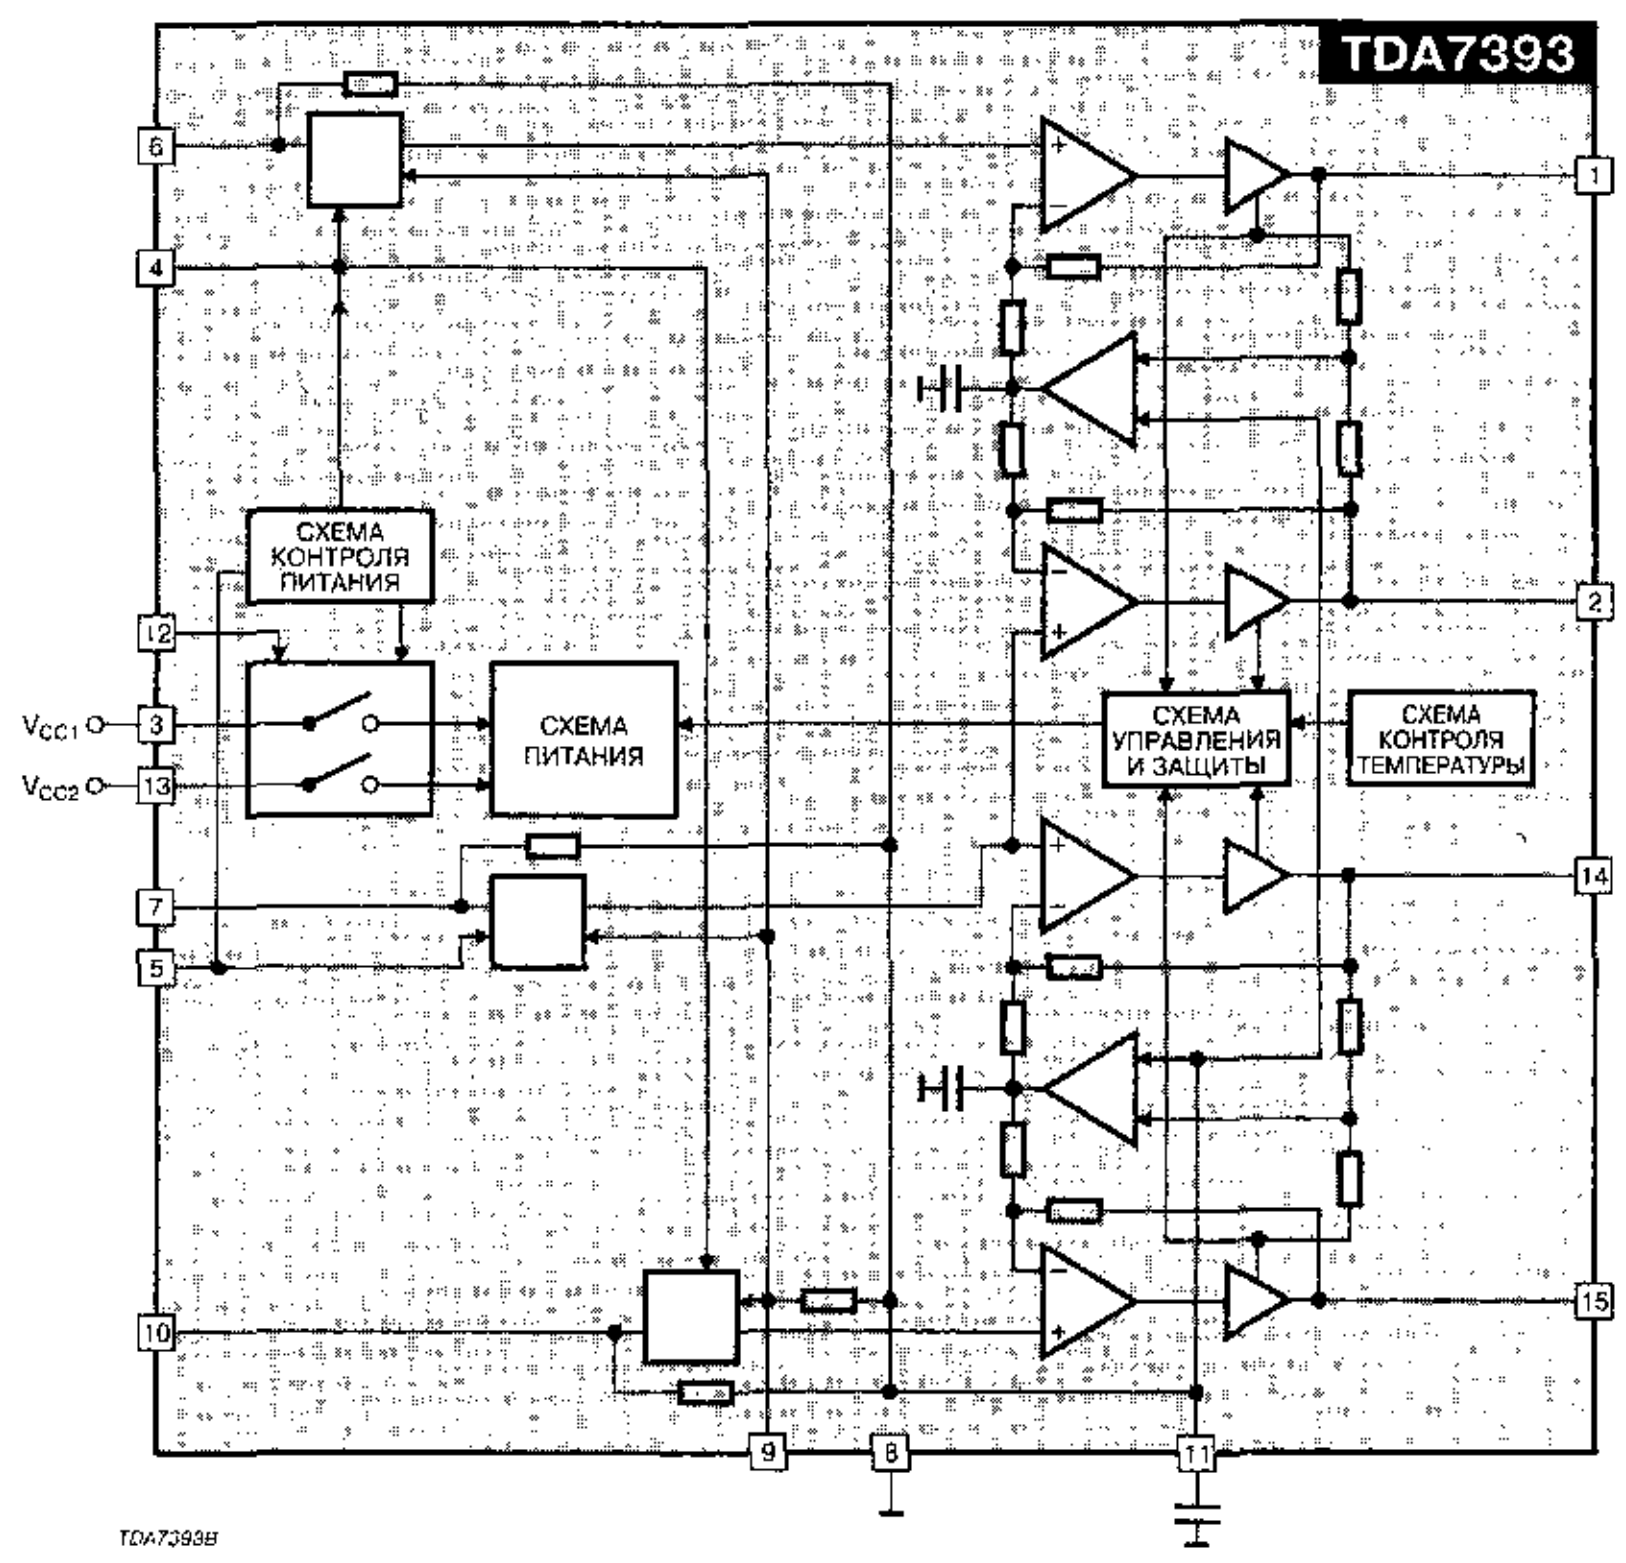 TDA7393
6
1
4
СХЕМА
КОНТРОЛЯ
ПИТАНИЯ
12
2
VCC1
3
СХЕМА
ПИТАНИЯ
СХЕМА
УПРАВЛЕНИЯ
И ЗАЩИТЫ
СХЕМА
КОНТРОЛЯ
ТЕМПЕРАТУРЫ
VCC2
13
7
14
5
10
15
9
8
11
+
−
−
+
+
−
−
+
TDA7393B